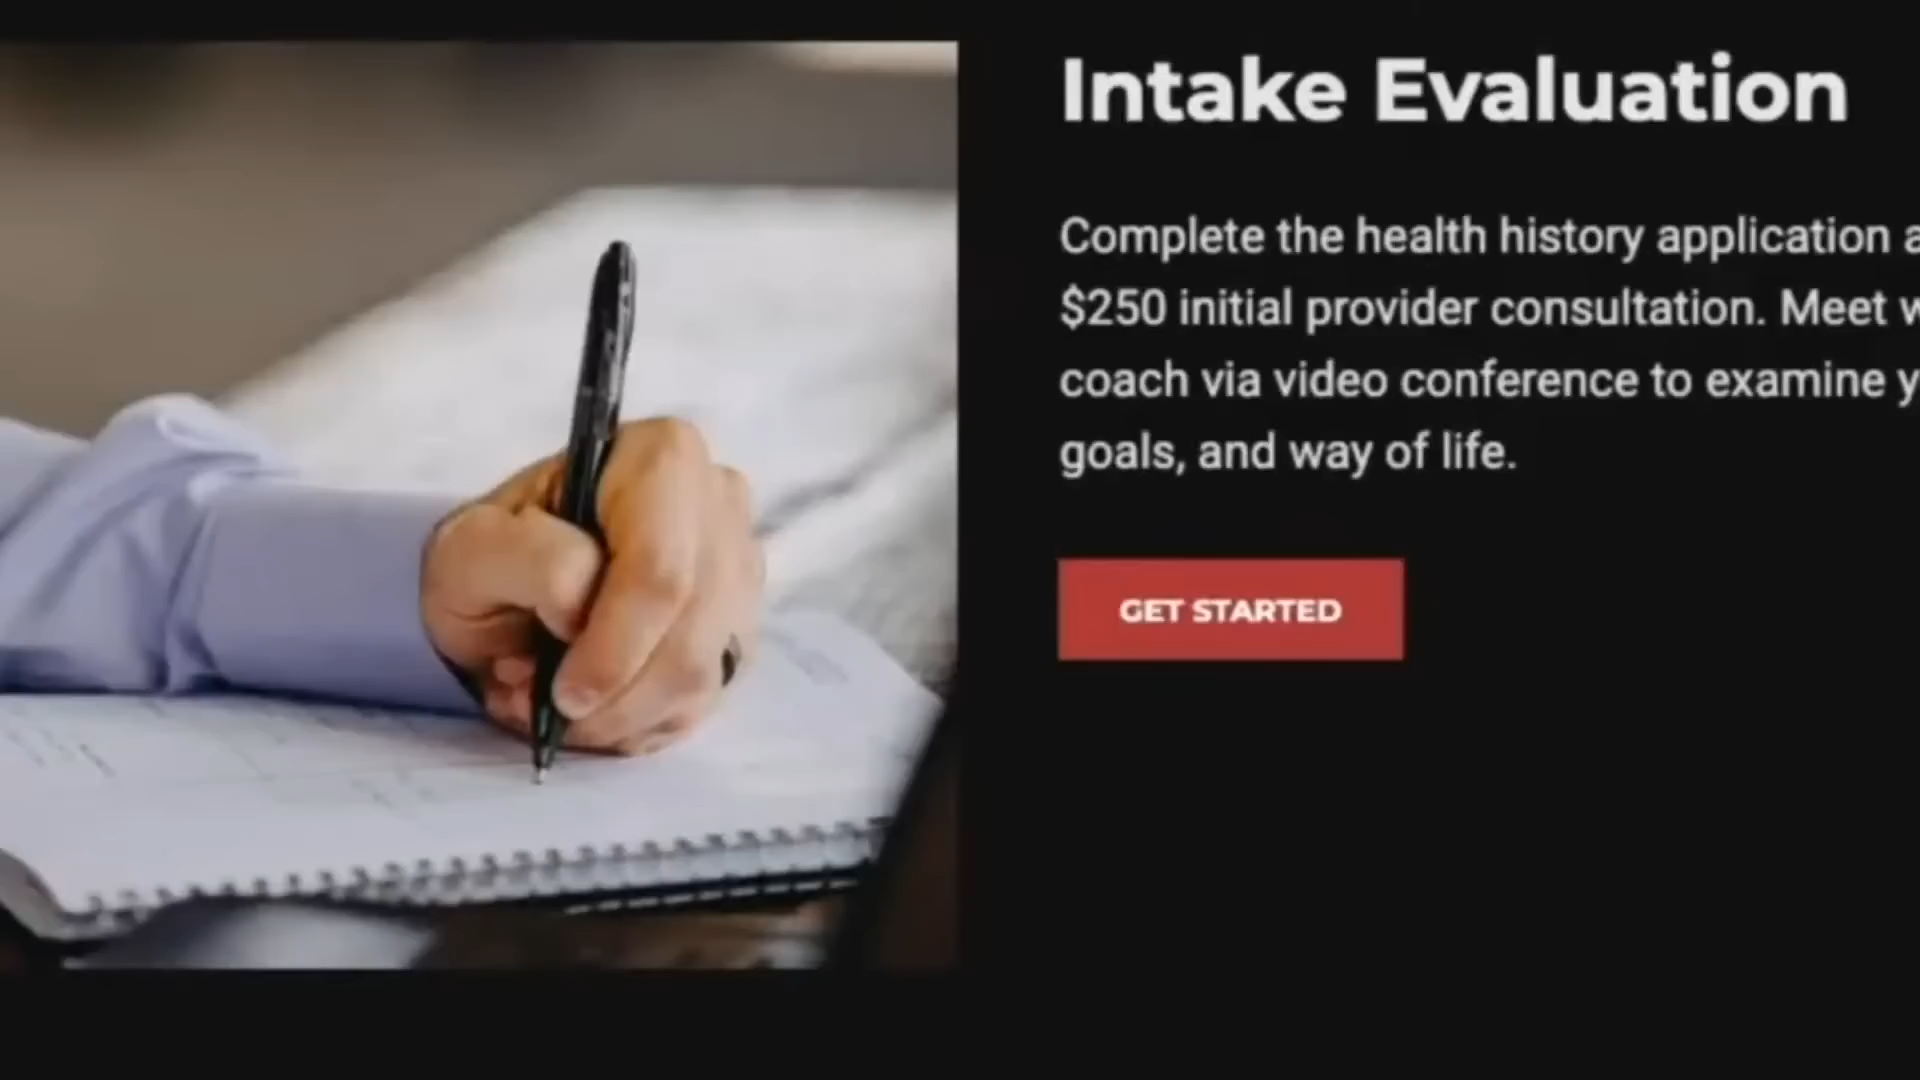 Intake Evaluation
Complete the health history application a
$250 initial provider consultation. Meet w
coach via video conference to examine y
goals, and way of life.
GET STARTED